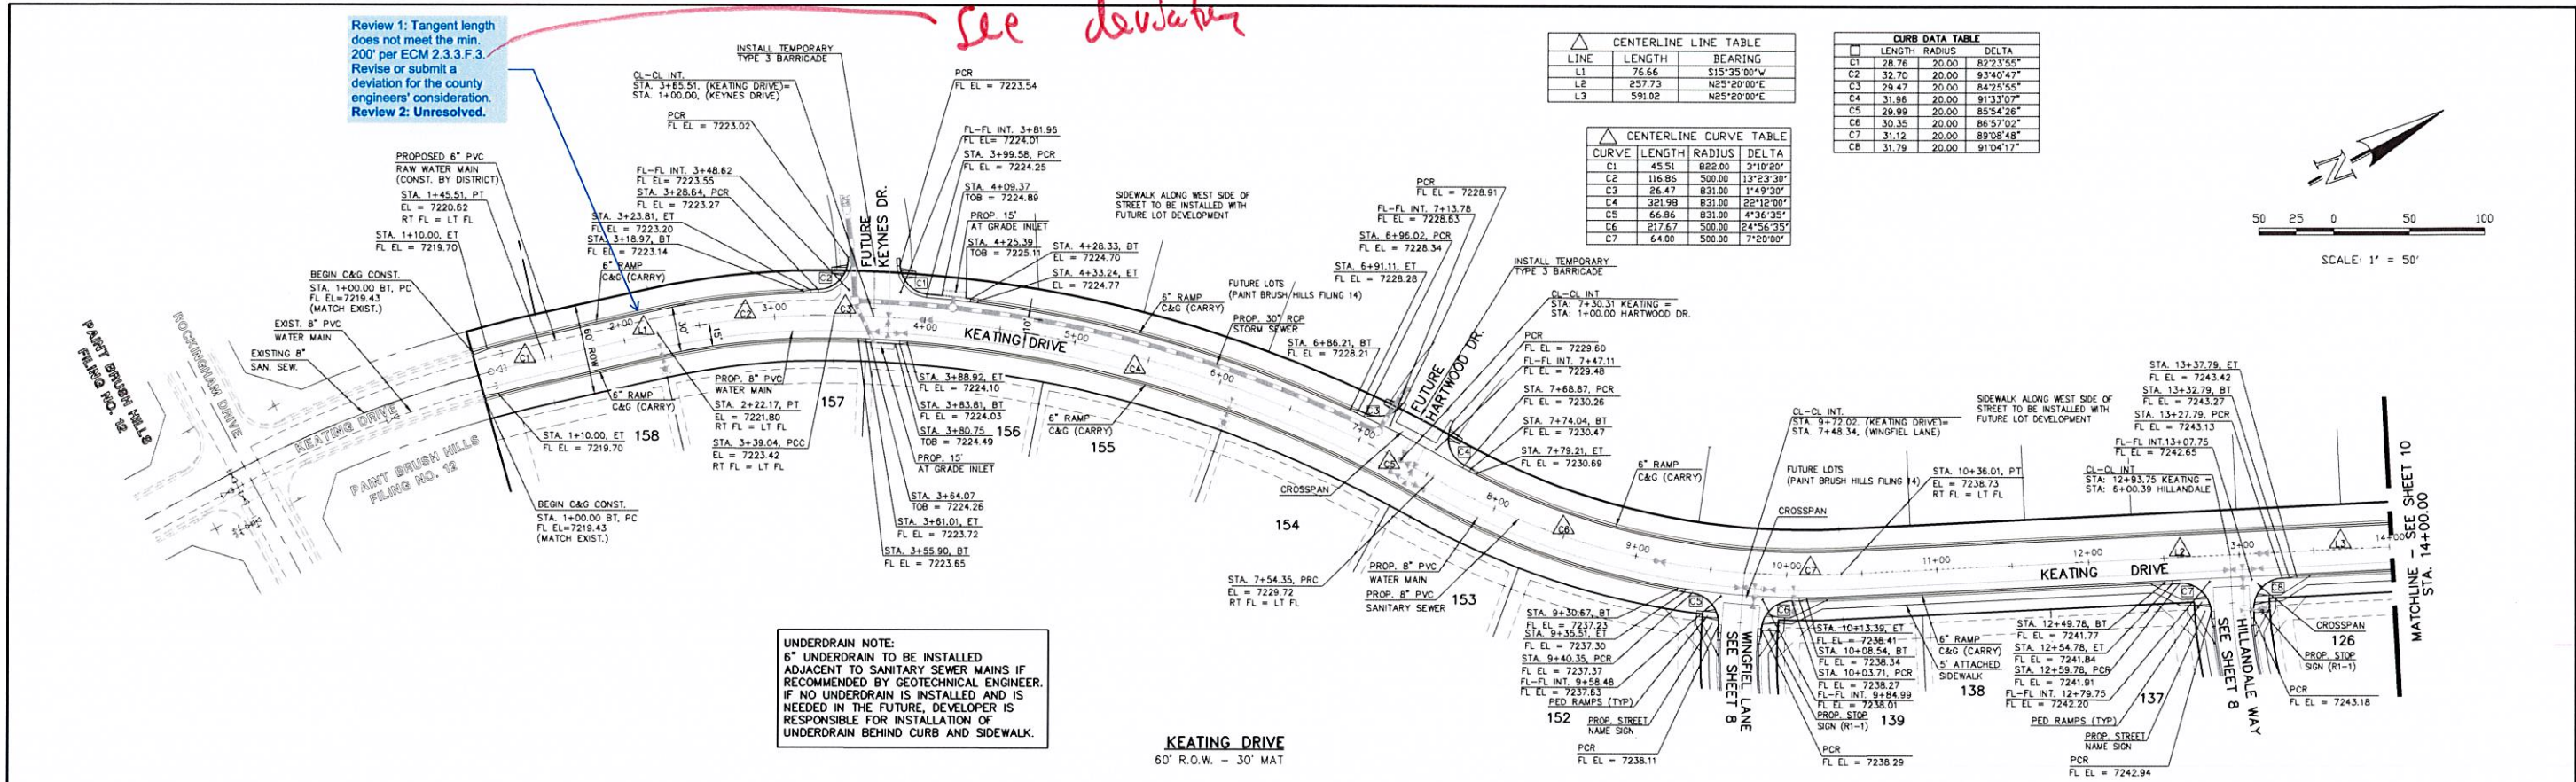 Review 1: Tangent length
does not meet the min.
200' per ECM 2.3.3.F.3.
Revise or submit a
deviation for the county
engineers' consideration.
Review 2: Unresolved.
See deviation
INSTALL TEMPORARY
TYPE 3 BARRICADE
CL-CL INT.
STA. 3+65.51, (KEATING DRIVE)=
STA. 1+00.00, (KEYNES DRIVE)
PCR
FL EL = 7223.02
PCR
FL EL = 7223.54
FL-FL INT. 3+81.96
FL EL= 7224.01
STA. 3+99.58, PCR
FL EL = 7224.25
STA. 4+09.37
TOB = 7224.89
PROP. 15'
AT GRADE INLET
STA. 4+25.39
TOB = 7225.11
STA. 4+28.33, BT
EL = 7224.70
STA. 4+33.24, ET
EL = 7224.77
PROPOSED 6" PVC
RAW WATER MAIN
(CONST. BY DISTRICT)
STA. 1+45.51, PT
EL = 7220.62
RT FL = LT FL
STA. 1+10.00, ET
FL EL = 7219.70
BEGIN C&G CONST.
STA. 1+00.00 BT, PC
FL EL=7219.43
(MATCH EXIST.)
EXIST. 8" PVC
WATER MAIN
EXISTING 8"
SAN. SEW.
FL-FL INT. 3+48.62
FL EL= 7223.55
STA. 3+28.64, PCR
FL EL = 7223.27
STA. 3+23.81, ET
FL EL = 7223.20
STA. 3+18.97, BT
FL EL = 7223.14
6" RAMP
C&G (CARRY)
FUTURE
KEYNES DR.
SIDEWALK ALONG WEST SIDE OF
STREET TO BE INSTALLED WITH
FUTURE LOT DEVELOPMENT
6" RAMP
C&G (CARRY)
FUTURE LOTS
(PAINT BRUSH HILLS FILING 14)
PROP. 30" RCP
STORM SEWER
STA. 6+86.21, BT
FL EL = 7228.21
STA. 6+91.11, ET
FL EL = 7228.28
STA. 6+96.02, PCR
FL EL = 7228.34
FL-FL INT. 7+13.78
FL EL = 7228.63
PCR
FL EL = 7228.91
INSTALL TEMPORARY
TYPE 3 BARRICADE
CL-CL INT
STA: 7+30.31 KEATING =
STA: 1+00.00 HARTWOOD DR.
PCR
FL EL = 7229.60
FL-FL INT. 7+47.11
FL EL = 7229.48
STA. 7+68.87, PCR
FL EL = 7230.26
STA. 7+74.04, BT
FL EL = 7230.47
STA. 7+79.21, ET
FL EL = 7230.69
FUTURE
HARTWOOD DR.
CENTERLINE LINE TABLE
LINE LENGTH BEARING
L1 76.66 S15°35'00"W
L2 257.73 N25°20'00"E
L3 591.02 N25°20'00"E
CENTERLINE CURVE TABLE
CURVE LENGTH RADIUS DELTA
C1 45.51 822.00 3°10'20"
C2 116.86 500.00 13°23'30"
C3 26.47 831.00 1°49'30"
C4 321.98 831.00 22°12'00"
C5 66.86 831.00 4°36'35"
C6 217.67 500.00 24°56'35"
C7 64.00 500.00 7°20'00"
CURB DATA TABLE
LENGTH RADIUS DELTA
C1 28.76 20.00 82°23'55"
C2 32.70 20.00 93°40'47"
C3 29.47 20.00 84°25'55"
C4 31.96 20.00 91°33'07"
C5 29.99 20.00 85°54'26"
C6 30.35 20.00 86°57'02"
C7 31.12 20.00 89°08'48"
C8 31.79 20.00 91°04'17"
N
50 25 0 50 100
SCALE: 1" = 50'
PAINT BRUSH HILLS
FILING NO. 12
ROCKINGHAM DRIVE
KEATING DRIVE
PAINT BRUSH HILLS
FILING NO. 12
C1
2+00
L1
C2
3+00
C3
4+00
KEATING DRIVE
5+00
C4
6+00
7+00
C5
8+00
C6
9+00
10+00
C7
11+00
12+00
L2
13+00
L3
14+00
KEATING DRIVE
60' ROW
30'
15'
10'
C2
C1
C3
C4
C5
C6
C7
C8
6" RAMP
C&G (CARRY)
STA. 1+10.00, ET
FL EL = 7219.70
158
BEGIN C&G CONST.
STA. 1+00.00 BT, PC
FL EL=7219.43
(MATCH EXIST.)
PROP. 8" PVC
WATER MAIN
STA. 2+22.17, PT
EL = 7221.80
RT FL = LT FL
STA. 3+39.04, PCC
EL = 7223.42
RT FL = LT FL
157
STA. 3+88.92, ET
FL EL = 7224.10
STA. 3+83.81, BT
FL EL = 7224.03
STA. 3+80.75
TOB = 7224.49
156
PROP. 15'
AT GRADE INLET
STA. 3+64.07
TOB = 7224.26
STA. 3+61.01, ET
FL EL = 7223.72
STA. 3+55.90, BT
FL EL = 7223.65
6" RAMP
C&G (CARRY)
155
154
CROSSPAN
STA. 7+54.35, PRC
EL = 7229.72
RT FL = LT FL
PROP. 8" PVC
WATER MAIN
PROP. 8" PVC
SANITARY SEWER
153
6" RAMP
C&G (CARRY)
CL-CL INT.
STA. 9+72.02, (KEATING DRIVE)=
STA. 7+48.34, (WINGFIEL LANE)
FUTURE LOTS
(PAINT BRUSH HILLS FILING 14)
CROSSPAN
SIDEWALK ALONG WEST SIDE OF
STREET TO BE INSTALLED WITH
FUTURE LOT DEVELOPMENT
STA. 10+36.01, PT
EL = 7238.73
RT FL = LT FL
STA. 13+37.79, ET
FL EL = 7243.42
STA. 13+32.79, BT
FL EL = 7243.27
STA. 13+27.79, PCR
FL EL = 7243.13
FL-FL INT.13+07.75
FL EL = 7242.65
CL-CL INT
STA: 12+93.75 KEATING =
STA: 6+00.39 HILLANDALE
MATCHLINE - SEE SHEET 10
STA. 14+00.00
STA. 9+30.67, BT
FL EL = 7237.23
STA. 9+35.51, ET
FL EL = 7237.30
STA. 9+40.35, PCR
FL EL = 7237.37
FL-FL INT. 9+58.48
FL EL = 7237.63
PED RAMPS (TYP)
152
PROP. STREET
NAME SIGN
PCR
FL EL = 7238.11
WINGFIEL LANE
SEE SHEET 8
STA. 10+13.39, ET
FL EL = 7238.41
STA. 10+08.54, BT
FL EL = 7238.34
STA. 10+03.71, PCR
FL EL = 7238.27
FL-FL INT. 9+84.99
FL EL = 7238.01
PROP. STOP
SIGN (R1-1)
139
PCR
FL EL = 7238.29
6" RAMP
C&G (CARRY)
5' ATTACHED
SIDEWALK
138
STA. 12+49.78, BT
FL EL = 7241.77
STA. 12+54.78, ET
FL EL = 7241.84
STA. 12+59.78, PCR
FL EL = 7241.91
FL-FL INT. 12+79.75
FL EL = 7242.20
137
PED RAMPS (TYP)
PROP. STREET
NAME SIGN
PCR
FL EL = 7242.94
HILLANDALE WAY
SEE SHEET 8
CROSSPAN
126
PROP. STOP
SIGN (R1-1)
PCR
FL EL = 7243.18
UNDERDRAIN NOTE:
6" UNDERDRAIN TO BE INSTALLED
ADJACENT TO SANITARY SEWER MAINS IF
RECOMMENDED BY GEOTECHNICAL ENGINEER.
IF NO UNDERDRAIN IS INSTALLED AND IS
NEEDED IN THE FUTURE, DEVELOPER IS
RESPONSIBLE FOR INSTALLATION OF
UNDERDRAIN BEHIND CURB AND SIDEWALK.
KEATING DRIVE
60' R.O.W. - 30' MAT